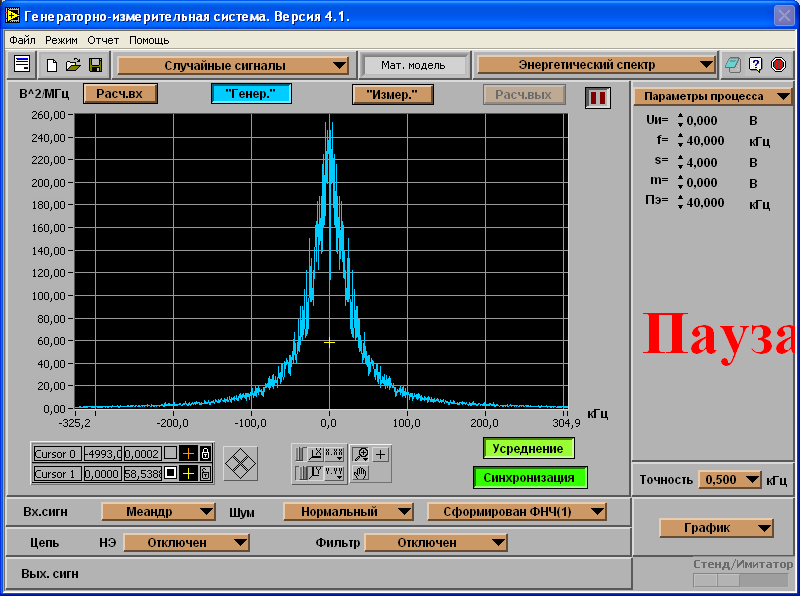 Генераторно-измерительная система. Версия 4.1.
Файл Режим Отчет Помощь
Случайные сигналы Мат. модель Энергетический спектр
В^2/МГц Расч.вх "Генер." "Измер." Расч.вых Параметры процесса
260,00
240,00
220,00
200,00
180,00
160,00
140,00
120,00
100,00
80,00
60,00
40,00
20,00
0,00
-325,2 -200,0 -100,0 0,0 100,0 200,0 304,9 кГц
Uн= 0,000 В
f= 40,000 кГц
s= 4,000 В
m= 0,000 В
Пэ= 40,000 кГц
Пауза
Cursor 0 -4993,0 0,0002
Cursor 1 0,0000 58,538
X X.XX
Y Y.YY
Усреднение
Синхронизация
Точность 0,500 кГц
Вх.сигн Меандр Шум Нормальный Сформирован ФНЧ(1)
График
Цепь НЭ Отключен Фильтр Отключен
Стенд/Имитатор
Вых. сигн